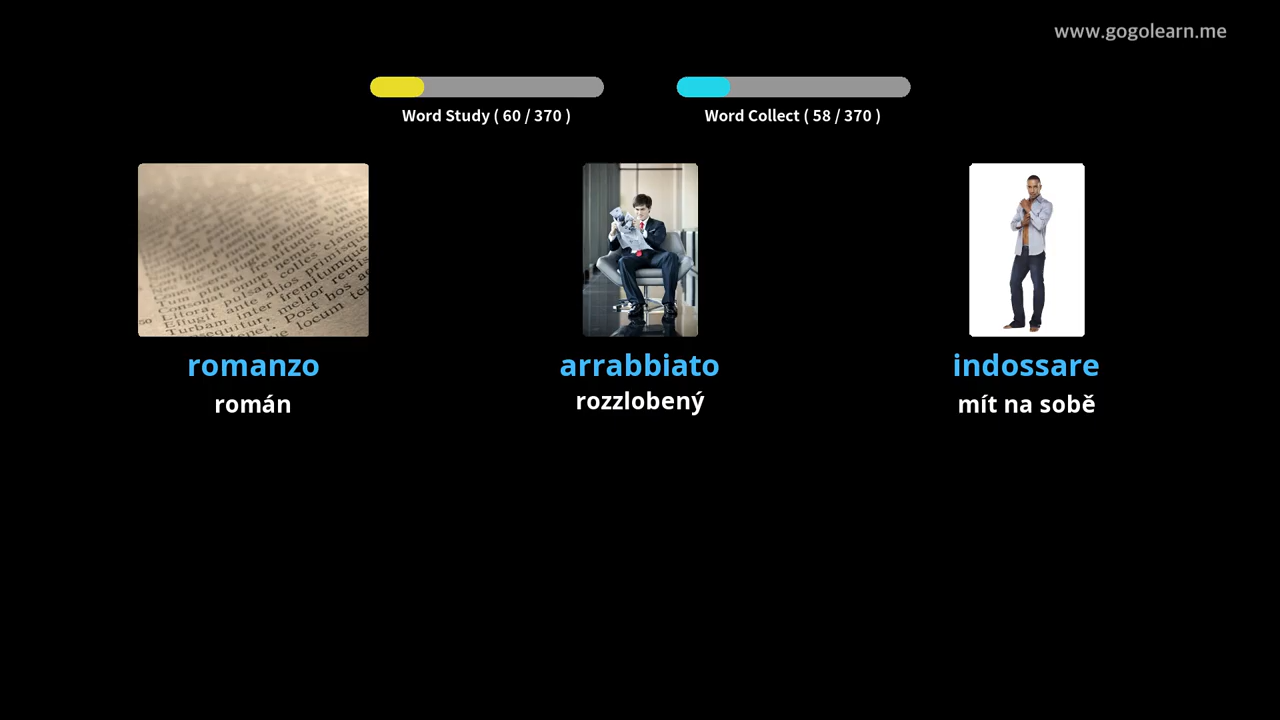 www.gogolearn.me
Word Study ( 60 / 370 )
Word Collect ( 58 / 370 )
romanzo
román
arrabbiato
rozzlobený
indossare
mít na sobě